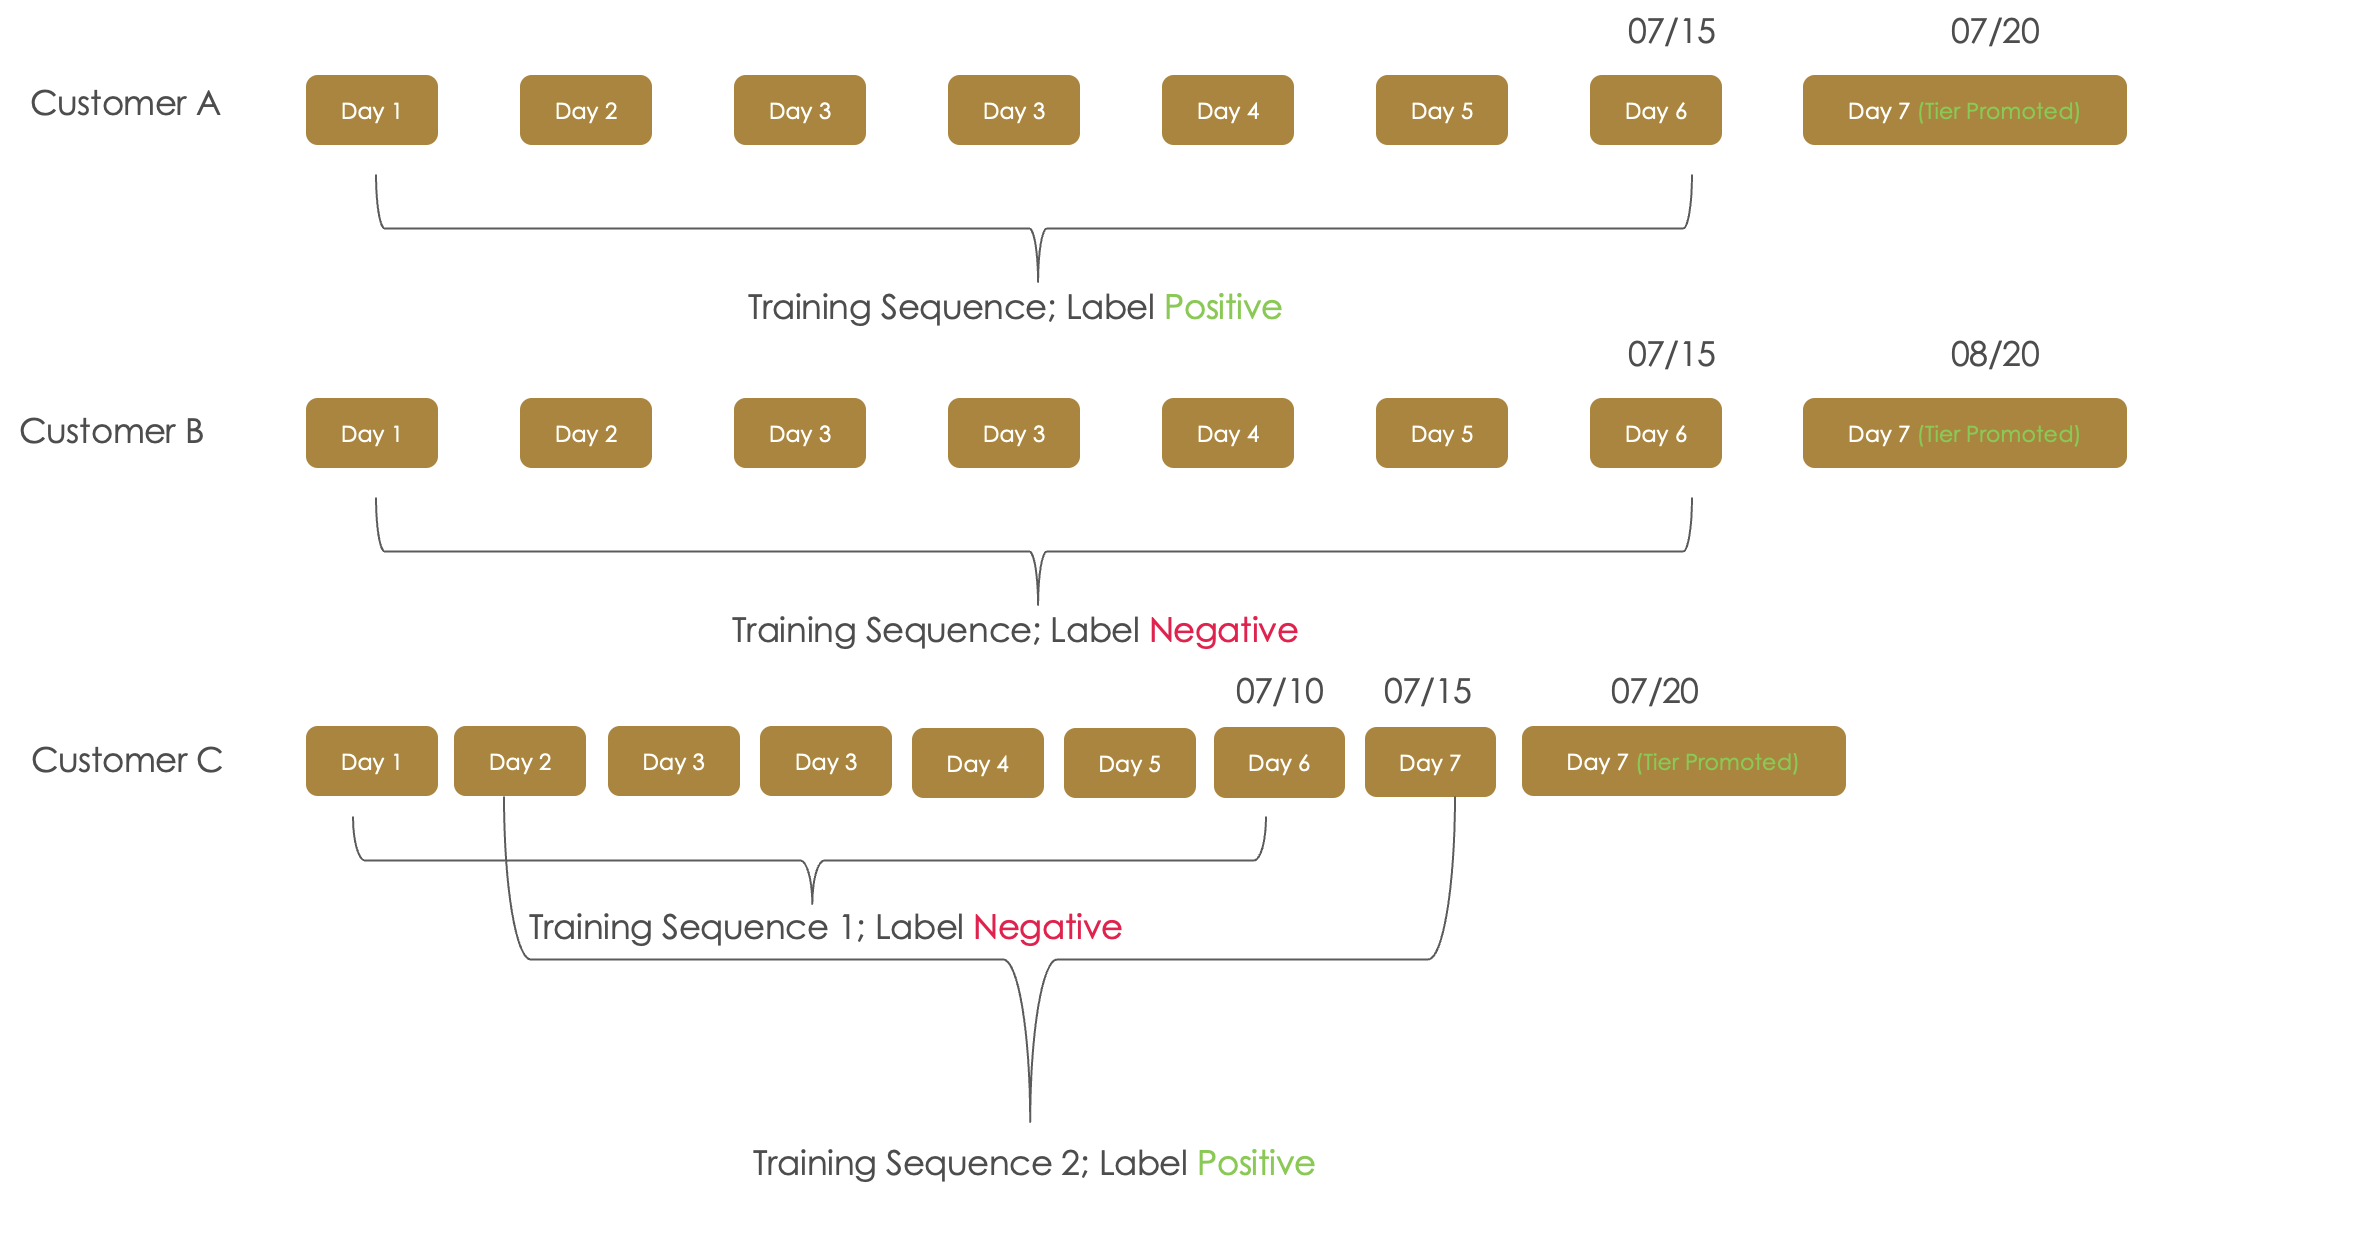 07/15 07/20
Customer A Day 1 Day 2 Day 3 Day 3 Day 4 Day 5 Day 6 Day 7 (Tier Promoted)
Training Sequence; Label Positive
07/15 08/20
Customer B Day 1 Day 2 Day 3 Day 3 Day 4 Day 5 Day 6 Day 7 (Tier Promoted)
Training Sequence; Label Negative
07/10 07/15 07/20
Customer C Day 1 Day 2 Day 3 Day 3 Day 4 Day 5 Day 6 Day 7 Day 7 (Tier Promoted)
Training Sequence 1; Label Negative
Training Sequence 2; Label Positive